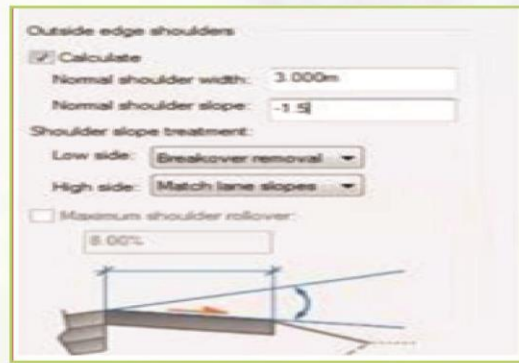 Outside edge shoulders
Calculate
Normal shoulder width: 3.000m
Normal shoulder slope: -1.5
Shoulder slope treatment:
Low side: Breakover removal
High side: Match lane slopes
Maximum shoulder rollover:
8.00%